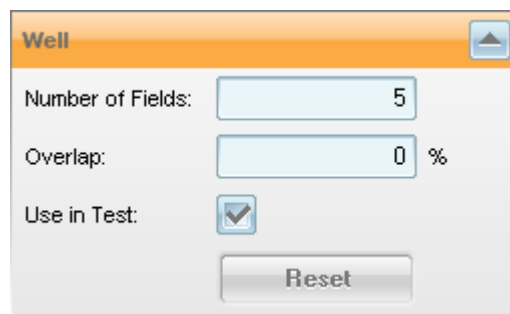 Well
Number of Fields: 5
Overlap: 0 %
Use in Test:
Reset